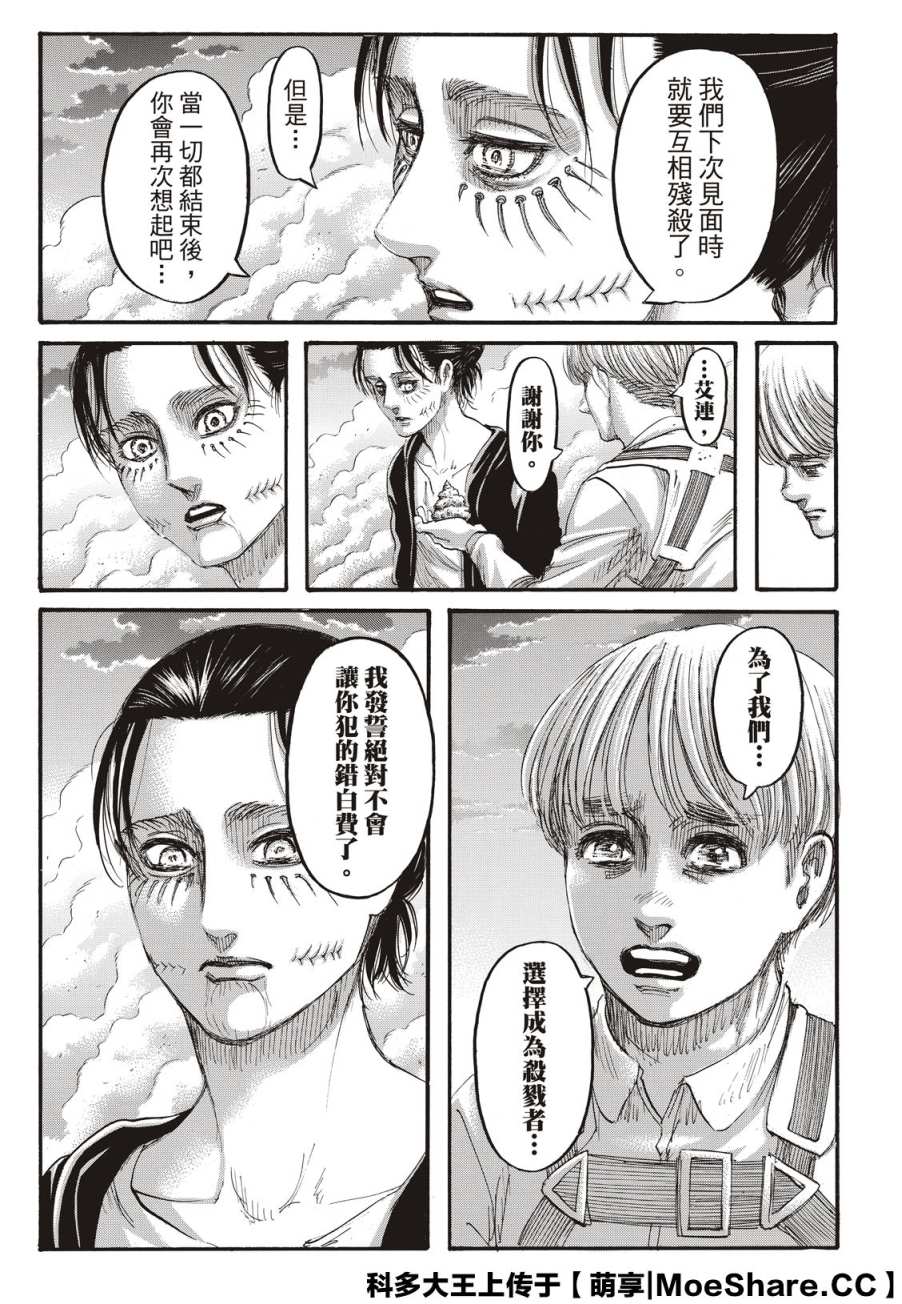 我們下次見面時
就要互相殘殺了。
但是…
當一切都結束後，
你會再次想起吧…
…艾連，
謝謝你。
為了我們…
選擇成為殺戮者…
我發誓絕對不會
讓你犯的錯白費了。
科多大王上传于【萌享|MoeShare.CC】